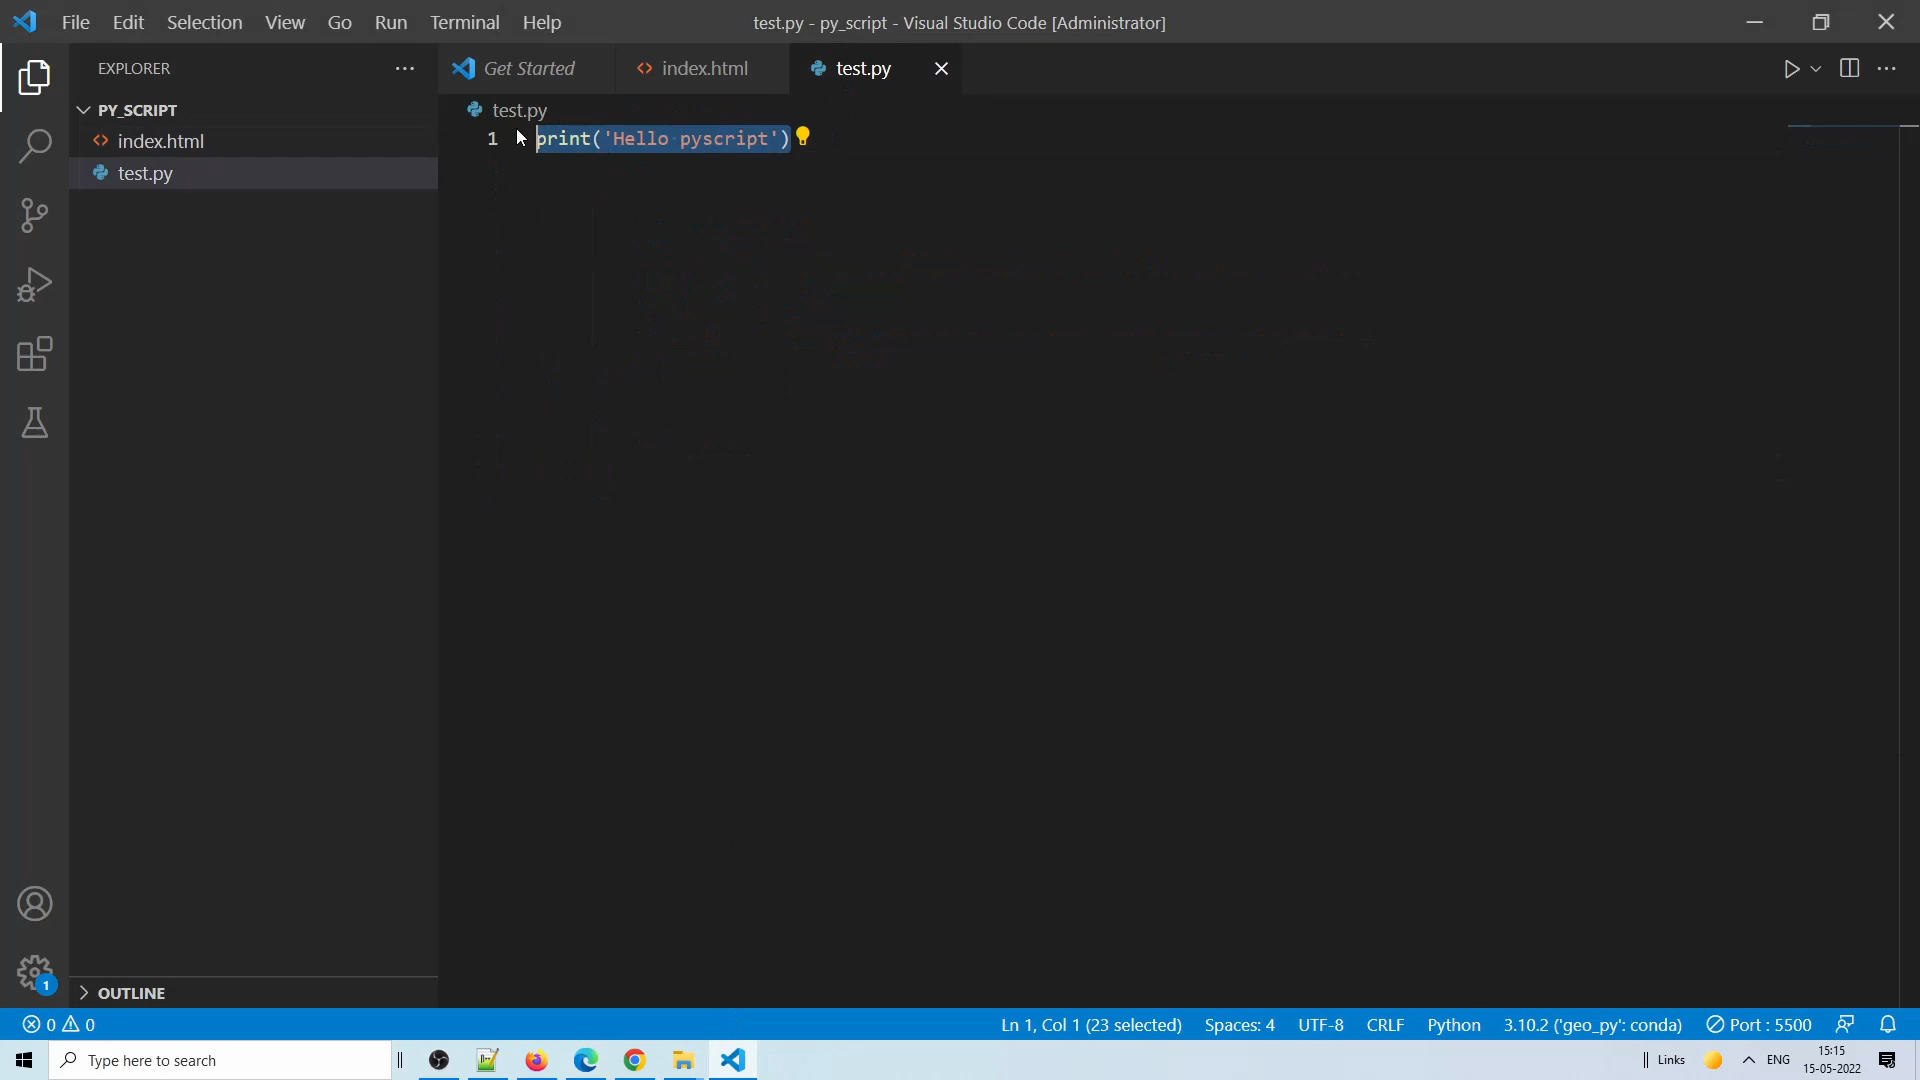 File Edit Selection View Go Run Terminal Help test.py - py_script - Visual Studio Code [Administrator]
EXPLORER Get Started index.html test.py
PY_SCRIPT
index.html
test.py
test.py
1 print('Hello pyscript')
1
OUTLINE
0 0 Ln 1, Col 1 (23 selected) Spaces: 4 UTF-8 CRLF Python 3.10.2 ('geo_py': conda) Port : 5500
Type here to search Links ENG 15:15
15-05-2022